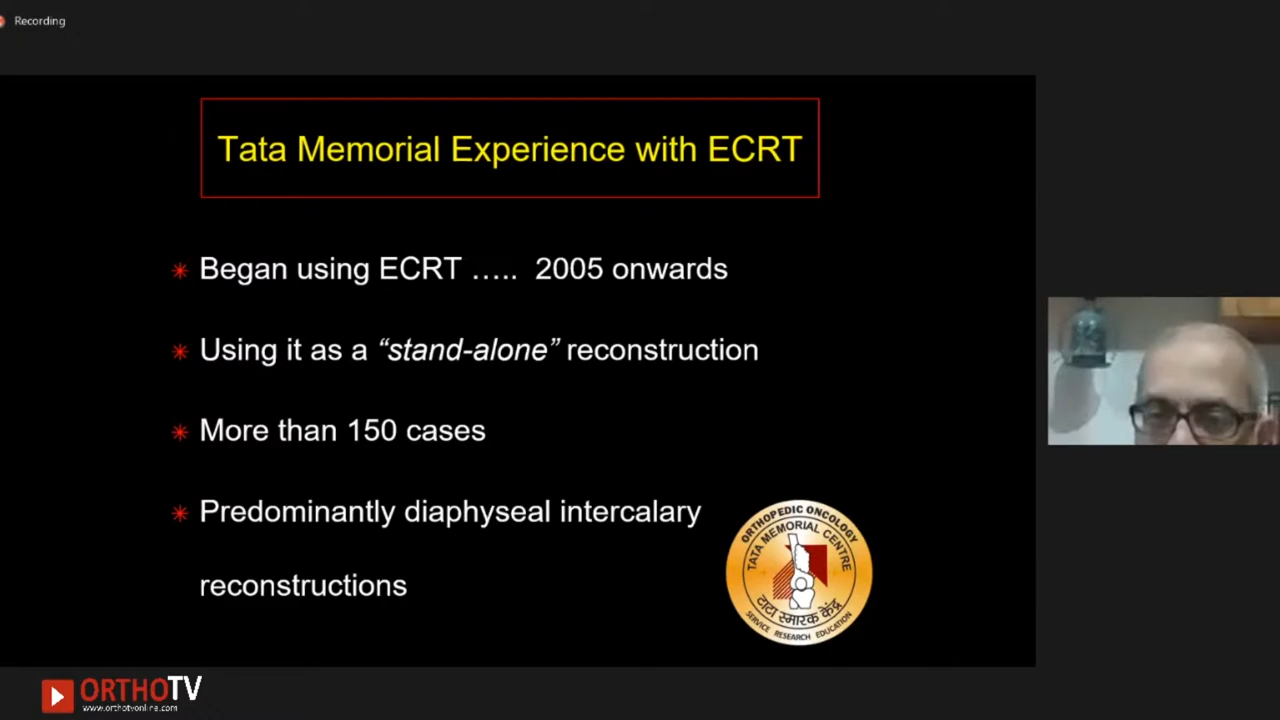 Recording
Tata Memorial Experience with ECRT
✳ Began using ECRT ….. 2005 onwards
✳ Using it as a “stand-alone” reconstruction
✳ More than 150 cases
✳ Predominantly diaphyseal intercalary
reconstructions
ORTHOPEDIC ONCOLOGY
TATA MEMORIAL CENTRE
टाटा स्मारक केंद्र
SERVICE RESEARCH EDUCATION
ORTHOTV
www.orthotvonline.com